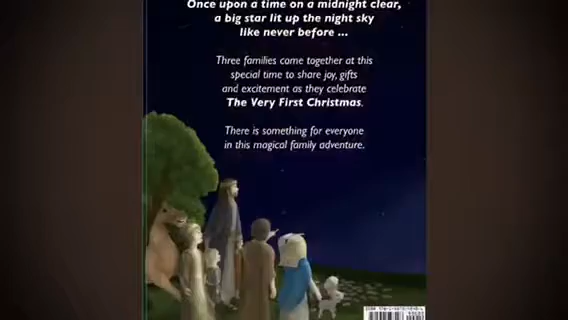 Once upon a time on a midnight clear,
a big star lit up the night sky
like never before ...
Three families come together at this
special time to share joy, gifts
and excitement as they celebrate
The Very First Christmas.
There is something for everyone
in this magical family adventure.